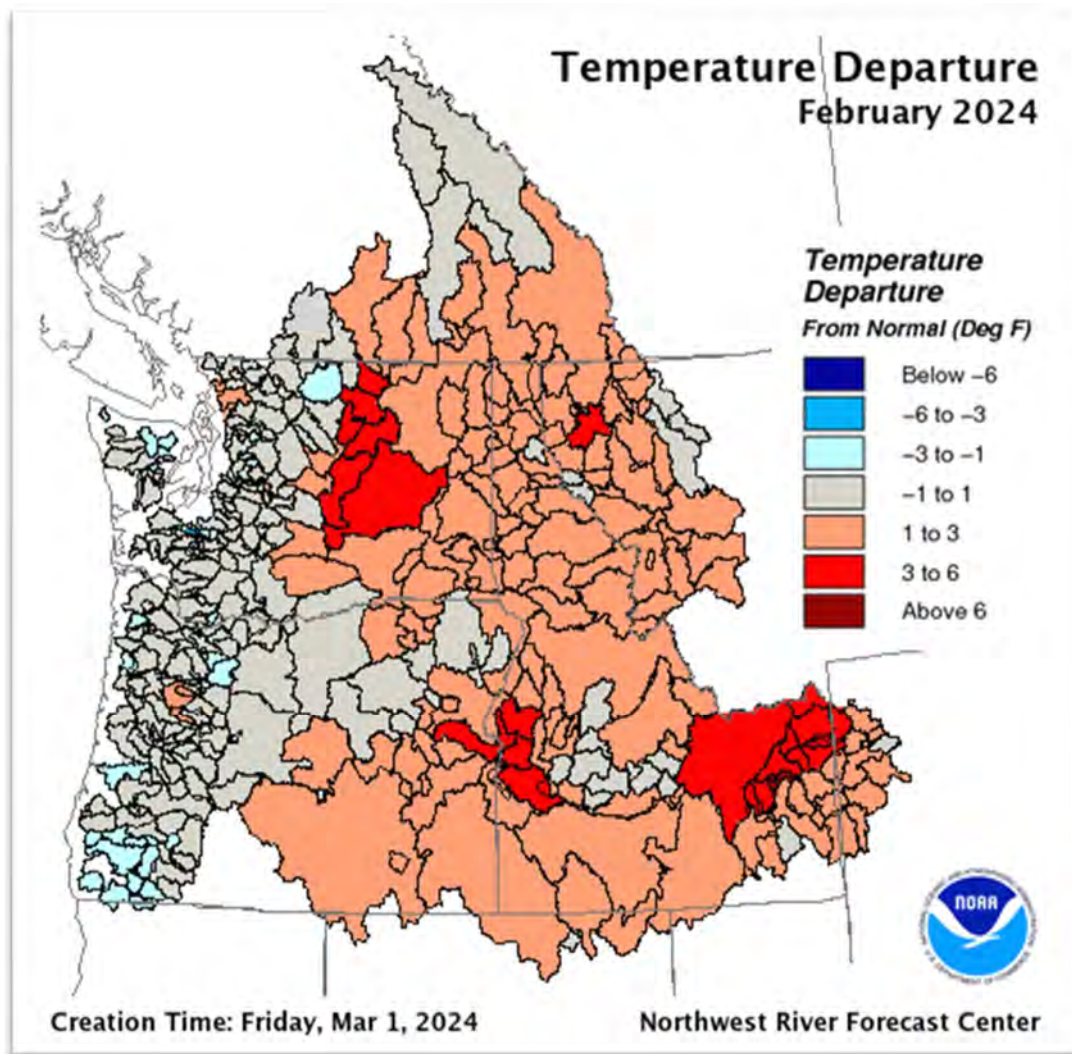 Temperature Departure
February 2024
Temperature
Departure
From Normal (Deg F)
Below −6
−6 to −3
−3 to −1
−1 to 1
1 to 3
3 to 6
Above 6
NOAA
Creation Time: Friday, Mar 1, 2024
Northwest River Forecast Center